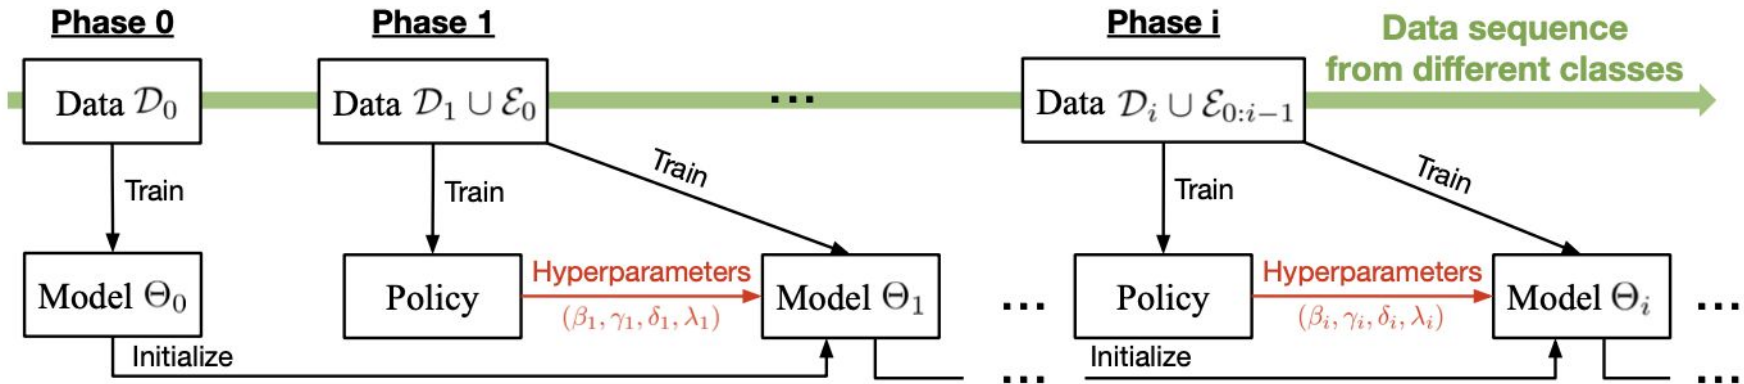 Phase 0
Phase 1
Phase i
Data sequence
from different classes
Data 𝒟₀
Data 𝒟₁ ∪ ℰ₀
...
Data 𝒟ᵢ ∪ ℰ₀:ᵢ₋₁
Train
Train
Train
Train
Train
Model Θ₀
Policy
Hyperparameters
(β₁, γ₁, δ₁, λ₁)
Model Θ₁
...
Policy
Hyperparameters
(βᵢ, γᵢ, δᵢ, λᵢ)
Model Θᵢ
...
Initialize
...
Initialize
...